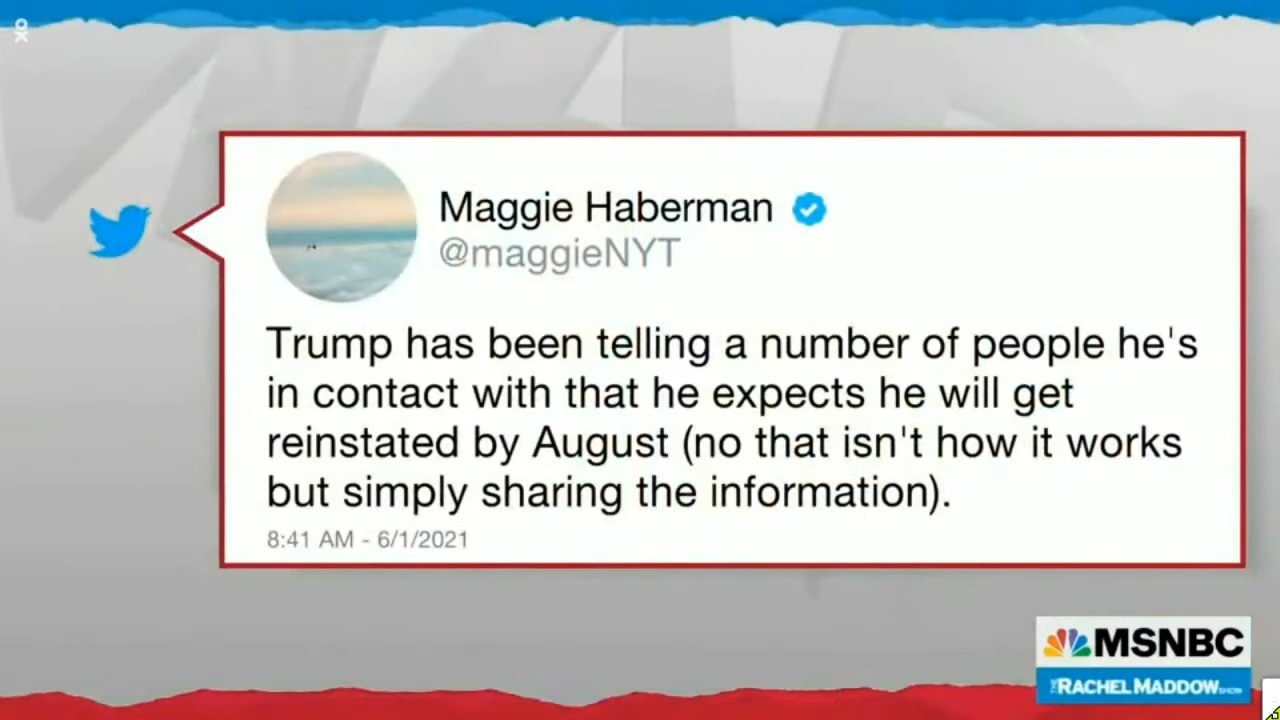 OK
Maggie Haberman
@maggieNYT
Trump has been telling a number of people he's
in contact with that he expects he will get
reinstated by August (no that isn't how it works
but simply sharing the information).
8:41 AM - 6/1/2021
MSNBC
THE RACHEL MADDOW SHOW